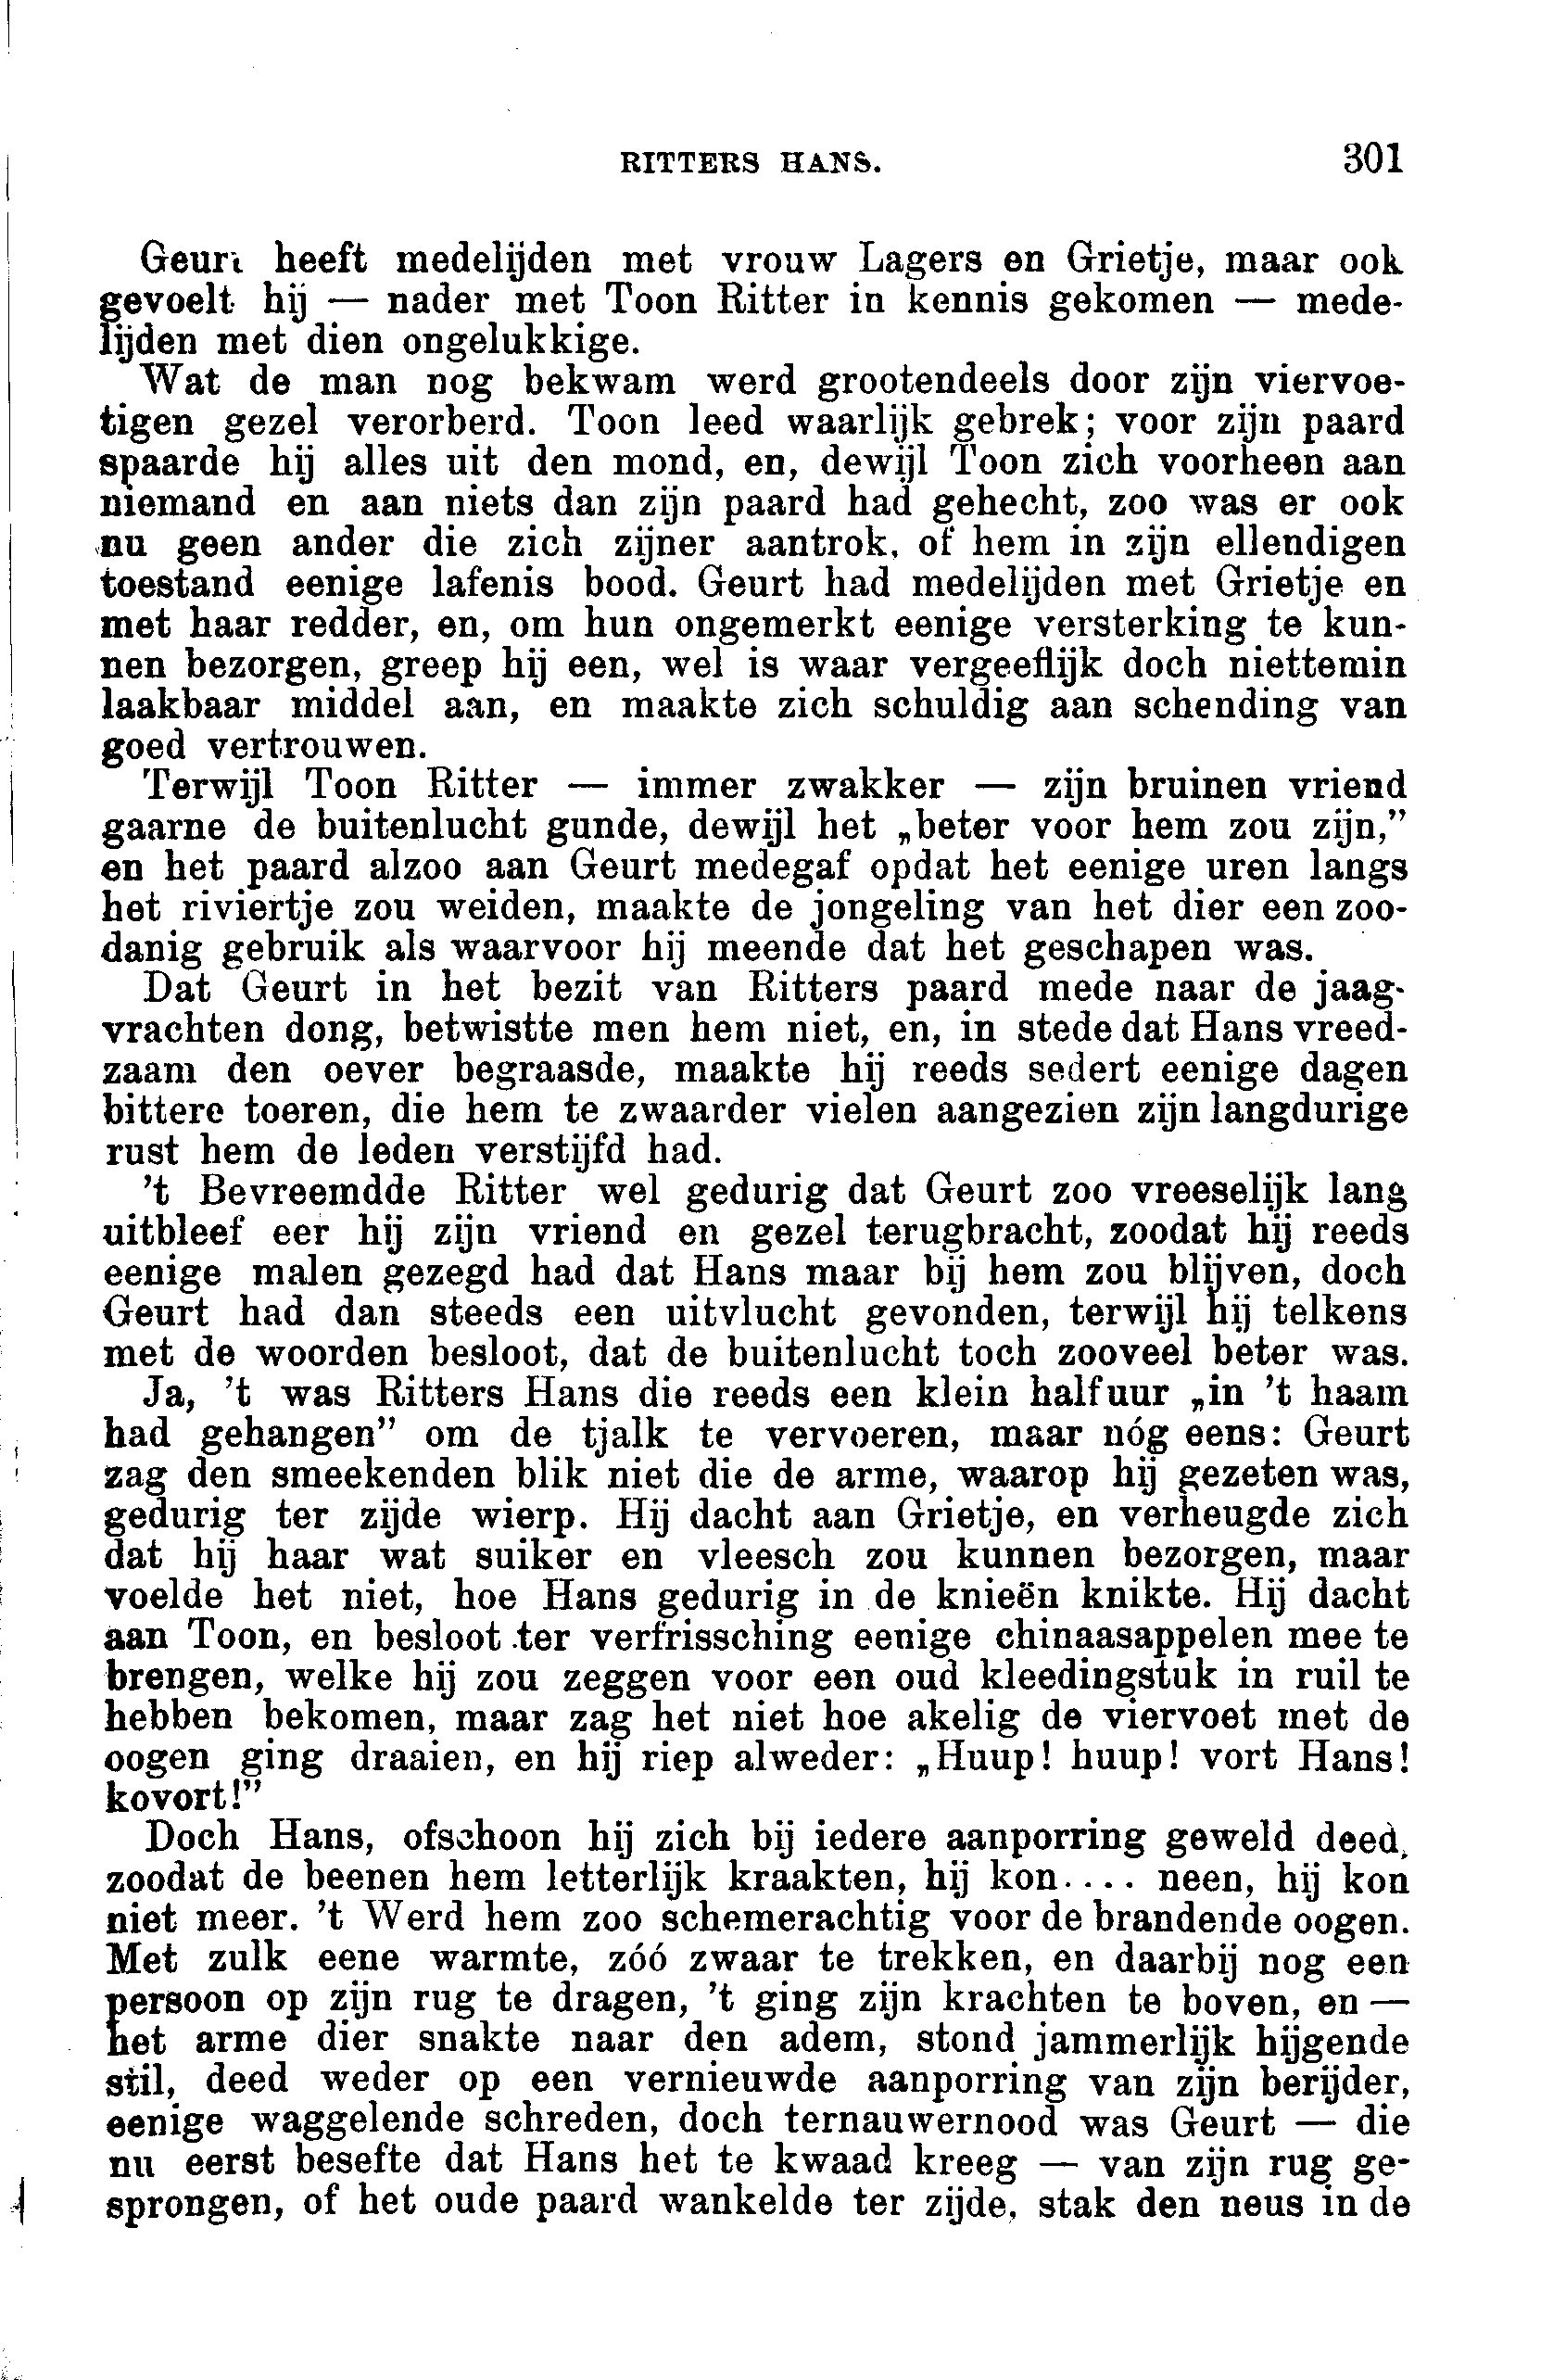 RITTERS HANS. 301
Geurt heeft medelijden met vrouw Lagers en Grietje, maar ook
gevoelt hij — nader met Toon Ritter in kennis gekomen — mede-
lijden met dien ongelukkige.
Wat de man nog bekwam werd grootendeels door zijn viervoe-
tigen gezel verorberd. Toon leed waarlijk gebrek; voor zijn paard
spaarde hij alles uit den mond, en, dewijl Toon zich voorheen aan
niemand en aan niets dan zijn paard had gehecht, zoo was er ook
nu geen ander die zich zijner aantrok, of hem in zijn ellendigen
toestand eenige lafenis bood. Geurt had medelijden met Grietje en
met haar redder, en, om hun ongemerkt eenige versterking te kun-
nen bezorgen, greep hij een, wel is waar vergeeflijk doch niettemin
laakbaar middel aan, en maakte zich schuldig aan schending van
goed vertrouwen.
Terwijl Toon Ritter — immer zwakker — zijn bruinen vriend
gaarne de buitenlucht gunde, dewijl het „beter voor hem zou zijn,”
en het paard alzoo aan Geurt medegaf opdat het eenige uren langs
het riviertje zou weiden, maakte de jongeling van het dier een zoo-
danig gebruik als waarvoor hij meende dat het geschapen was.
Dat Geurt in het bezit van Ritters paard mede naar de jaag-
vrachten dong, betwistte men hem niet, en, in stede dat Hans vreed-
zaam den oever begraasde, maakte hij reeds sedert eenige dagen
bittere toeren, die hem te zwaarder vielen aangezien zijn langdurige
rust hem de leden verstijfd had.
’t Bevreemdde Ritter wel gedurig dat Geurt zoo vreeselijk lang
uitbleef eer hij zijn vriend en gezel terugbracht, zoodat hij reeds
eenige malen gezegd had dat Hans maar bij hem zou blijven, doch
Geurt had dan steeds een uitvlucht gevonden, terwijl hij telkens
met de woorden besloot, dat de buitenlucht toch zooveel beter was.
Ja, ’t was Ritters Hans die reeds een klein halfuur „in ’t haam
had gehangen” om de tjalk te vervoeren, maar nóg eens: Geurt
zag den smeekenden blik niet die de arme, waarop hij gezeten was,
gedurig ter zijde wierp. Hij dacht aan Grietje, en verheugde zich
dat hij haar wat suiker en vleesch zou kunnen bezorgen, maar
voelde het niet, hoe Hans gedurig in de knieën knikte. Hij dacht
aan Toon, en besloot ter verfrissching eenige chinaasappelen mee te
brengen, welke hij zou zeggen voor een oud kleedingstuk in ruil te
hebben bekomen, maar zag het niet hoe akelig de viervoet met de
oogen ging draaien, en hij riep alweder: „Huup! huup! vort Hans!
kovort!”
Doch Hans, ofschoon hij zich bij iedere aanporring geweld deed,
zoodat de beenen hem letterlijk kraakten, hij kon.... neen, hij kon
niet meer. ’t Werd hem zoo schemerachtig voor de brandende oogen.
Met zulk eene warmte, zóó zwaar te trekken, en daarbij nog een
persoon op zijn rug te dragen, ’t ging zijn krachten te boven, en —
het arme dier snakte naar den adem, stond jammerlijk hijgende
stil, deed weder op een vernieuwde aanporring van zijn berijder,
eenige waggelende schreden, doch ternauwernood was Geurt — die
nu eerst besefte dat Hans het te kwaad kreeg — van zijn rug ge-
sprongen, of het oude paard wankelde ter zijde, stak den neus in de